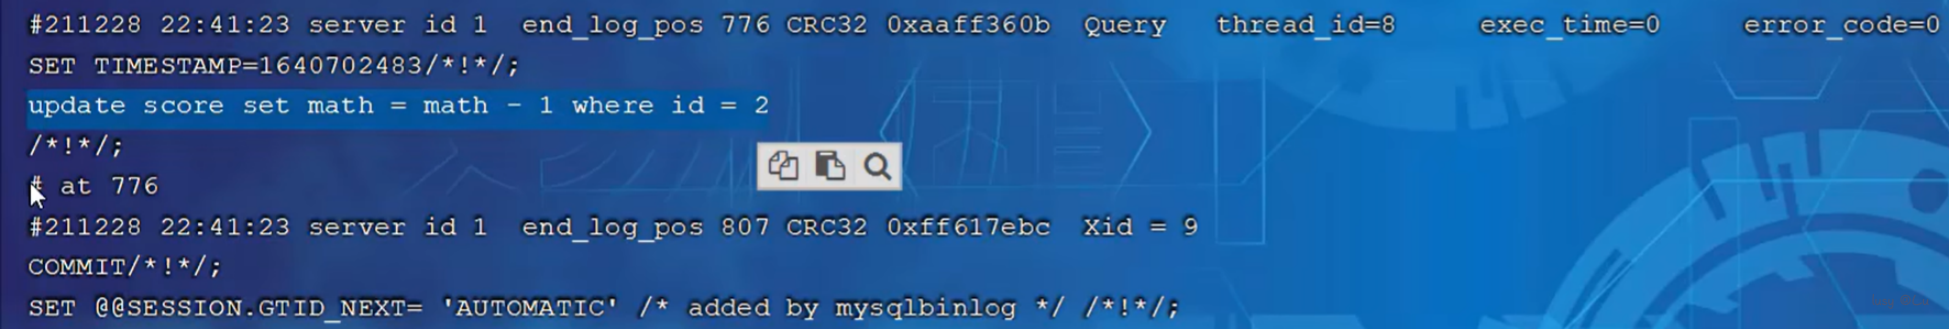 #211228 22:41:23 server id 1  end_log_pos 776 CRC32 0xaaff360b  Query   thread_id=8     exec_time=0     error_code=0
SET TIMESTAMP=1640702483/*!*/;
update score set math = math - 1 where id = 2
/*!*/;
# at 776
#211228 22:41:23 server id 1  end_log_pos 807 CRC32 0xff617ebc  Xid = 9
COMMIT/*!*/;
SET @@SESSION.GTID_NEXT= 'AUTOMATIC' /* added by mysqlbinlog */ /*!*/;